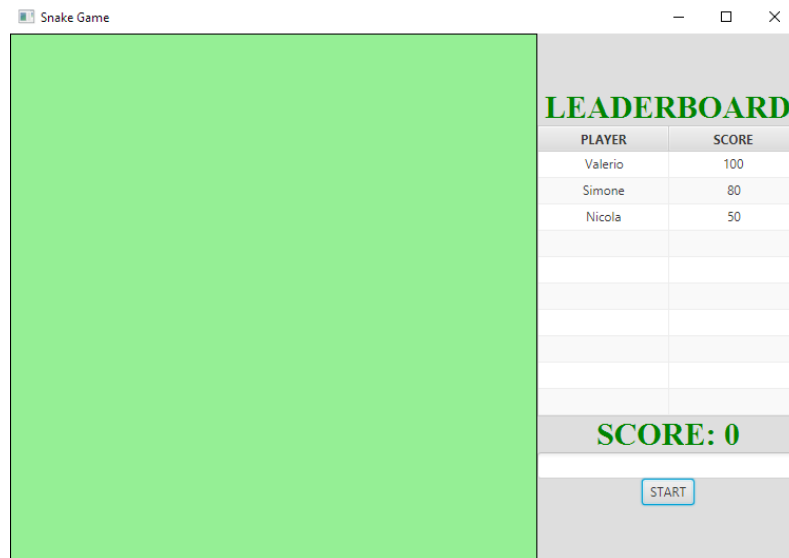 Snake Game
LEADERBOARD
PLAYER SCORE
Valerio 100
Simone 80
Nicola 50
SCORE: 0
START